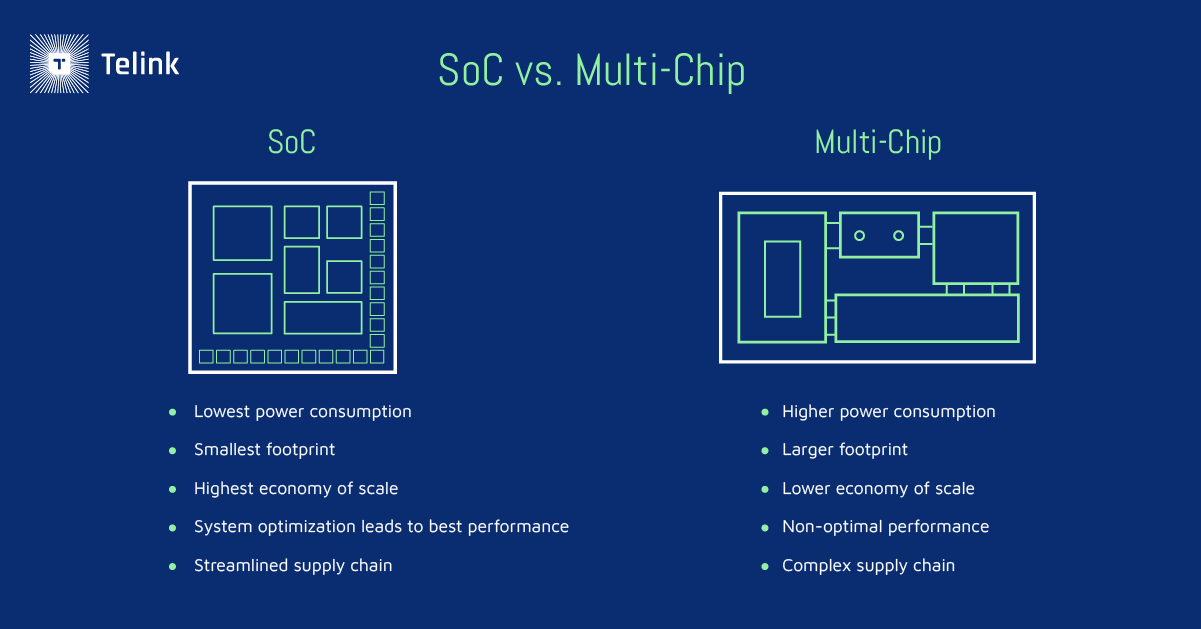 Telink
SoC vs. Multi-Chip
SoC
Lowest power consumption
Smallest footprint
Highest economy of scale
System optimization leads to best performance
Streamlined supply chain
Multi-Chip
Higher power consumption
Larger footprint
Lower economy of scale
Non-optimal performance
Complex supply chain